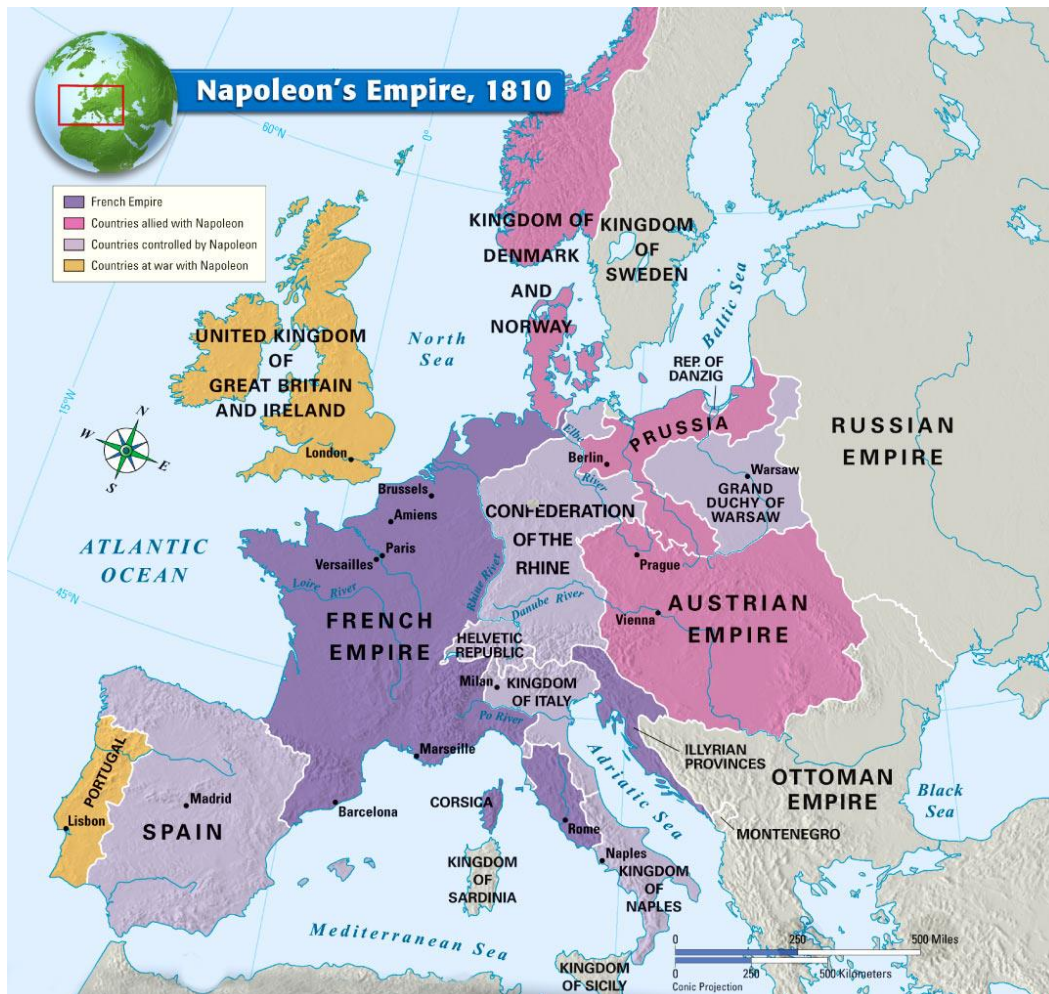 Napoleon's Empire, 1810
60°N
0°
French Empire
Countries allied with Napoleon
Countries controlled by Napoleon
Countries at war with Napoleon
KINGDOM OF
DENMARK
AND
NORWAY
KINGDOM
OF
SWEDEN
Baltic Sea
North
Sea
UNITED KINGDOM
OF
GREAT BRITAIN
AND IRELAND
London
15°W
N
W
E
S
REP. OF
DANZIG
PRUSSIA
RUSSIAN
EMPIRE
Elbe
River
Berlin
Warsaw
GRAND
DUCHY OF
WARSAW
Brussels
Amiens
Paris
Versailles
CONFEDERATION
OF THE
RHINE
Rhine River
Prague
ATLANTIC
OCEAN
45°N
Loire River
FRENCH
EMPIRE
Danube River
Vienna
AUSTRIAN
EMPIRE
HELVETIC
REPUBLIC
Milan
KINGDOM
OF ITALY
Po River
Marseille
ILLYRIAN
PROVINCES
OTTOMAN
EMPIRE
Black
Sea
PORTUGAL
Lisbon
Madrid
SPAIN
Barcelona
CORSICA
Rome
Adriatic Sea
MONTENEGRO
KINGDOM
OF
SARDINIA
Naples
KINGDOM
OF
NAPLES
Mediterranean Sea
KINGDOM
OF SICILY
0 250 500 Miles
0 250 500 Kilometers
Conic Projection